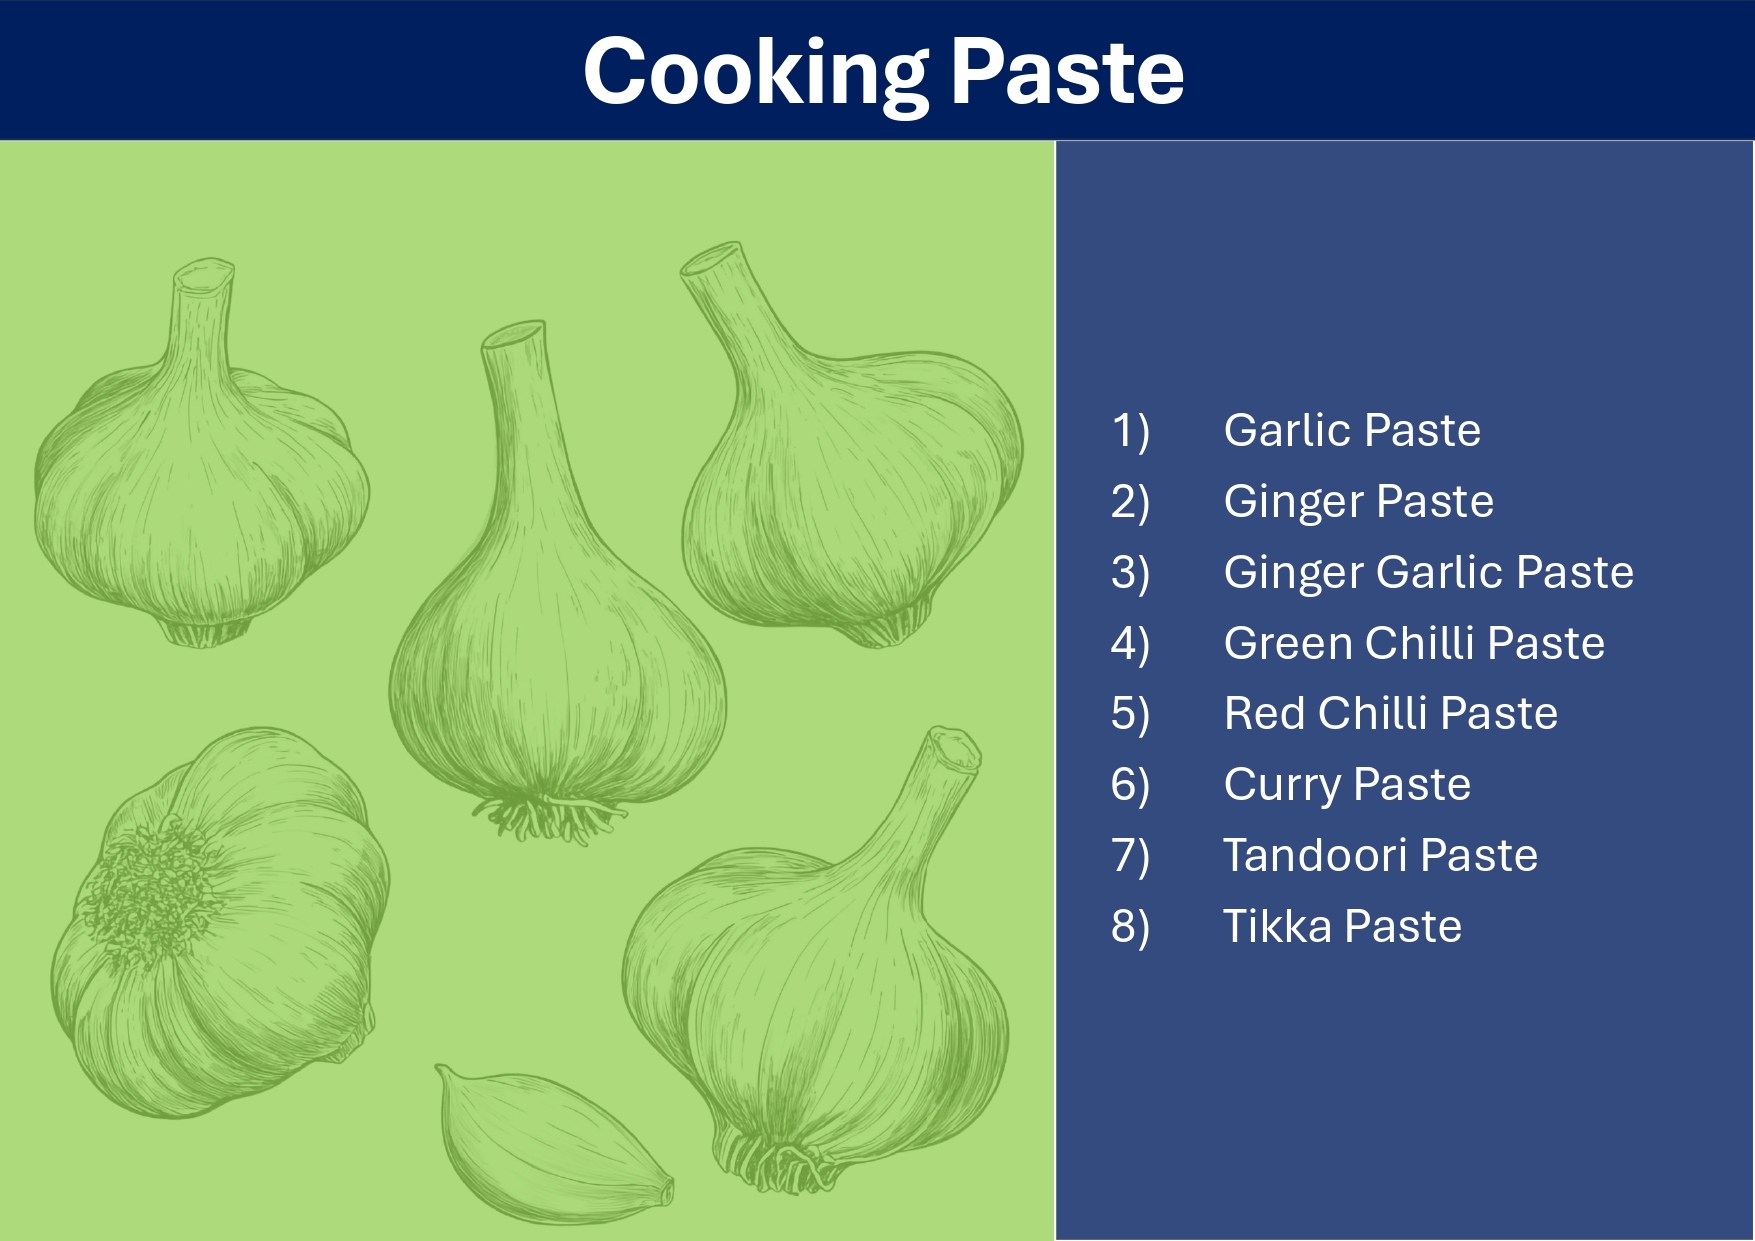 Cooking Paste
1) Garlic Paste
2) Ginger Paste
3) Ginger Garlic Paste
4) Green Chilli Paste
5) Red Chilli Paste
6) Curry Paste
7) Tandoori Paste
8) Tikka Paste